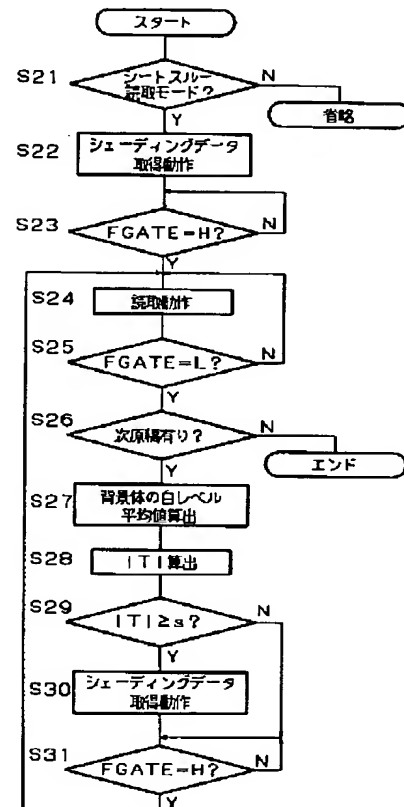 スタート
S21
シートスルー
読取モード?
N
省略
Y
S22
シェーディングデータ
取得動作
S23
FGATE=H?
N
Y
S24
読取動作
S25
FGATE=L?
N
Y
S26
次原稿有り?
N
エンド
Y
S27
背景体の白レベル
平均値算出
S28
|T|算出
S29
|T|≥s?
N
Y
S30
シェーディングデータ
取得動作
S31
FGATE=H?
N
Y